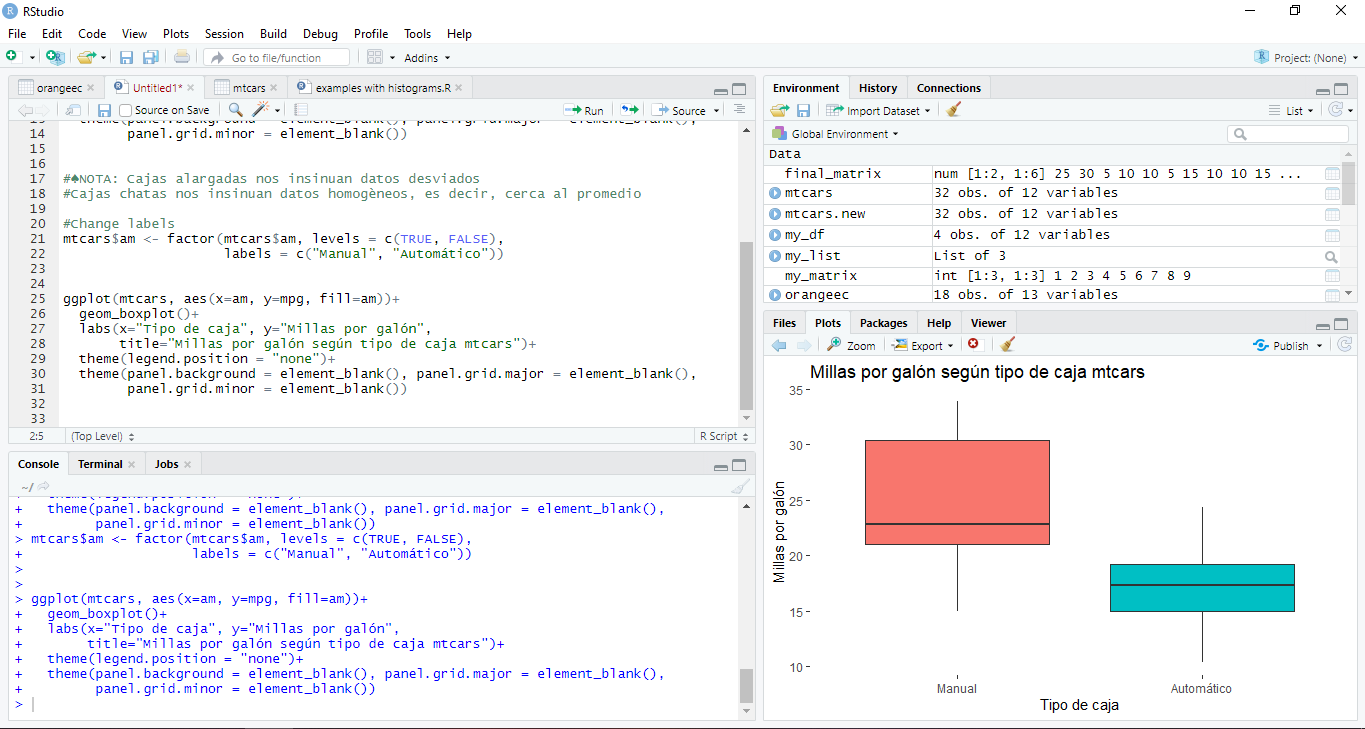 RStudio
File Edit Code View Plots Session Build Debug Profile Tools Help
Go to file/function Addins Project: (None)
orangeec Untitled1* mtcars examples with histograms.R
Source on Save Run Source
14 panel.grid.minor = element_blank())
15
16
17 #♠NOTA: Cajas alargadas nos insinuan datos desviados
18 #Cajas chatas nos insinuan datos homogèneos, es decir, cerca al promedio
19
20 #Change labels
21 mtcars$am <- factor(mtcars$am, levels = c(TRUE, FALSE),
22 labels = c("Manual", "Automático"))
23
24
25 ggplot(mtcars, aes(x=am, y=mpg, fill=am))+
26 geom_boxplot()+
27 labs(x="Tipo de caja", y="Millas por galón",
28 title="Millas por galón según tipo de caja mtcars")+
29 theme(legend.position = "none")+
30 theme(panel.background = element_blank(), panel.grid.major = element_blank(),
31 panel.grid.minor = element_blank())
32
33
2:5 (Top Level) R Script
Console Terminal Jobs
~/
+ theme(panel.background = element_blank(), panel.grid.major = element_blank(),
+ panel.grid.minor = element_blank())
> mtcars$am <- factor(mtcars$am, levels = c(TRUE, FALSE),
+ labels = c("Manual", "Automático"))
>
>
> ggplot(mtcars, aes(x=am, y=mpg, fill=am))+
+ geom_boxplot()+
+ labs(x="Tipo de caja", y="Millas por galón",
+ title="Millas por galón según tipo de caja mtcars")+
+ theme(legend.position = "none")+
+ theme(panel.background = element_blank(), panel.grid.major = element_blank(),
+ panel.grid.minor = element_blank())
>
Environment History Connections
Import Dataset List
Global Environment
Data
final_matrix num [1:2, 1:6] 25 30 5 10 10 5 15 10 10 15 ...
mtcars 32 obs. of 12 variables
mtcars.new 32 obs. of 12 variables
my_df 4 obs. of 12 variables
my_list List of 3
my_matrix int [1:3, 1:3] 1 2 3 4 5 6 7 8 9
orangeec 18 obs. of 13 variables
Files Plots Packages Help Viewer
Zoom Export Publish
Millas por galón según tipo de caja mtcars
35
30
25
20
15
10
Millas por galón
Manual Automático
Tipo de caja